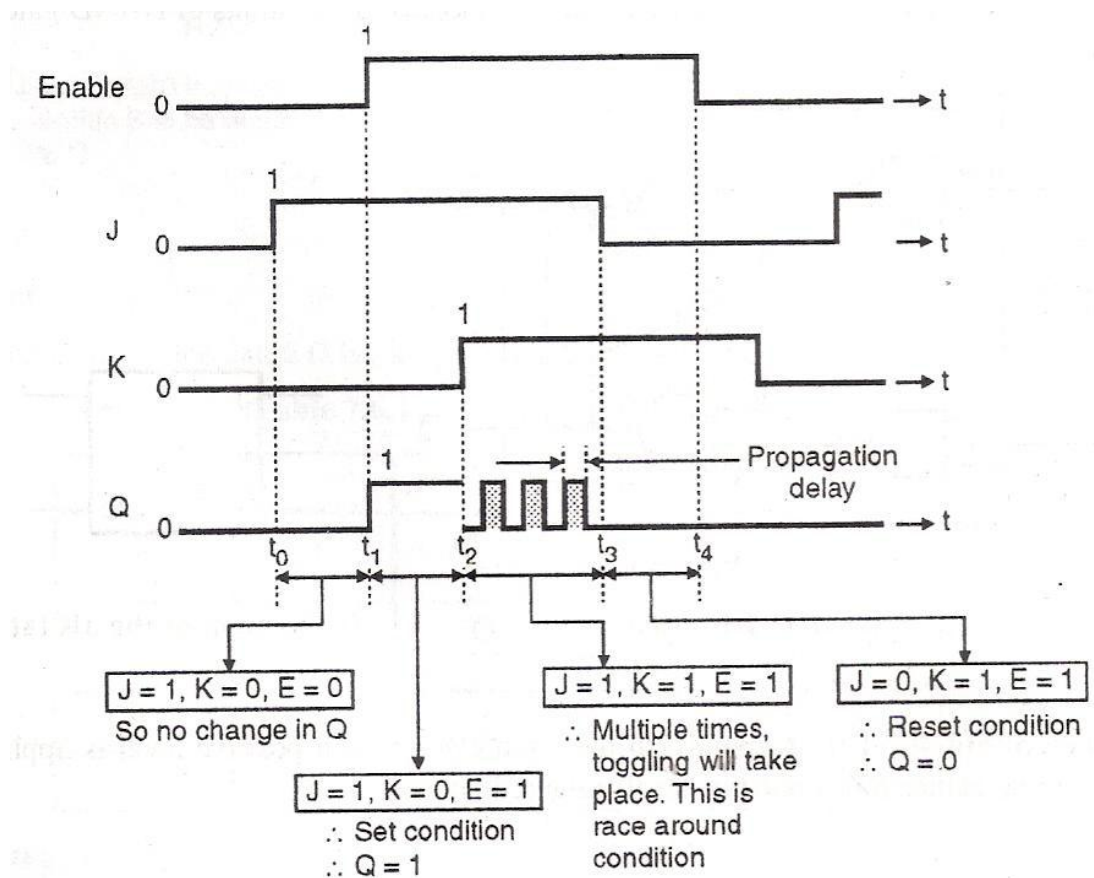 1
Enable 0 t
1
J 0 t
1
K 0 t
1 Propagation
delay
Q 0 t
t0 t1 t2 t3 t4
J = 1, K = 0, E = 0
So no change in Q
J = 1, K = 0, E = 1
∴ Set condition
∴ Q = 1
J = 1, K = 1, E = 1
∴ Multiple times,
toggling will take
place. This is
race around
condition
J = 0, K = 1, E = 1
∴ Reset condition
∴ Q = 0